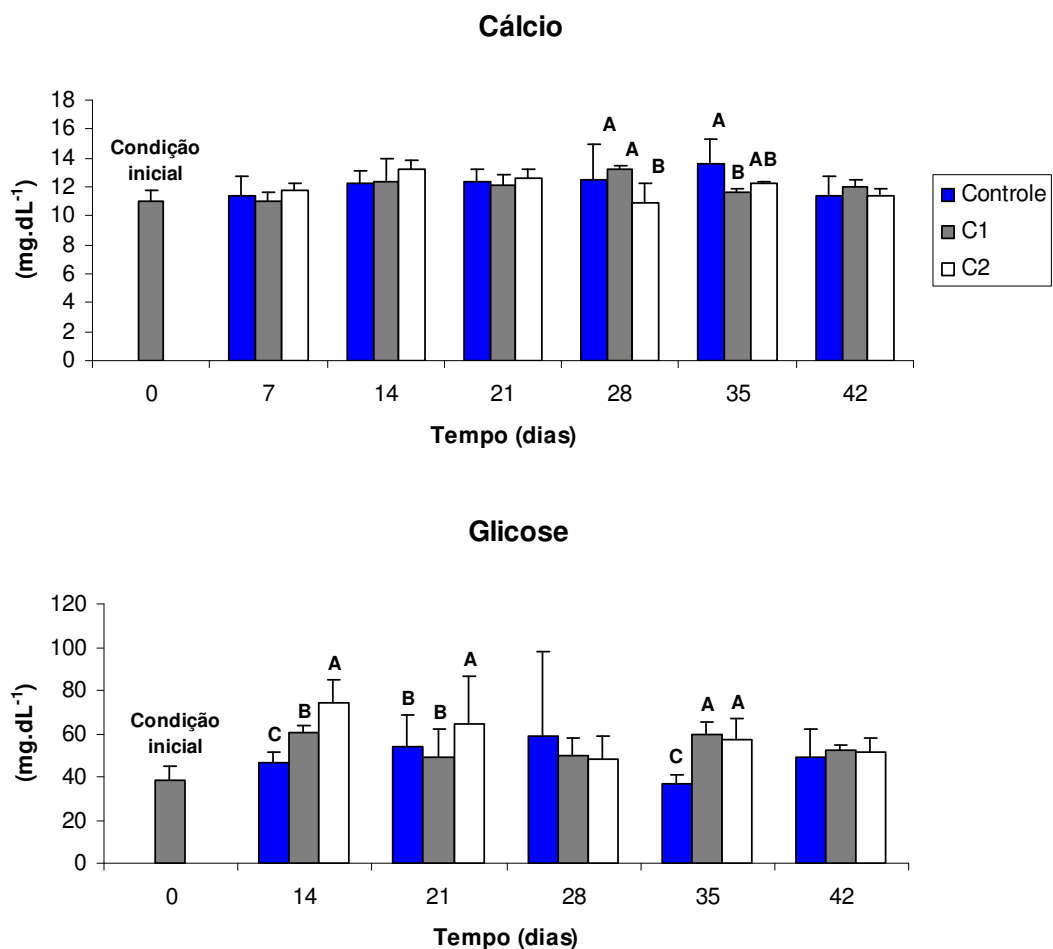 Cálcio
18
16
14
12
10
8
6
4
2
0
(mg.dL⁻¹)
Condição
inicial
A
A
B
A
B
AB
0 7 14 21 28 35 42
Tempo (dias)
Controle
C1
C2
Glicose
120
100
80
60
40
20
0
(mg.dL⁻¹)
Condição
inicial
C
B
A
B
B
A
C
A
A
0 14 21 28 35 42
Tempo (dias)